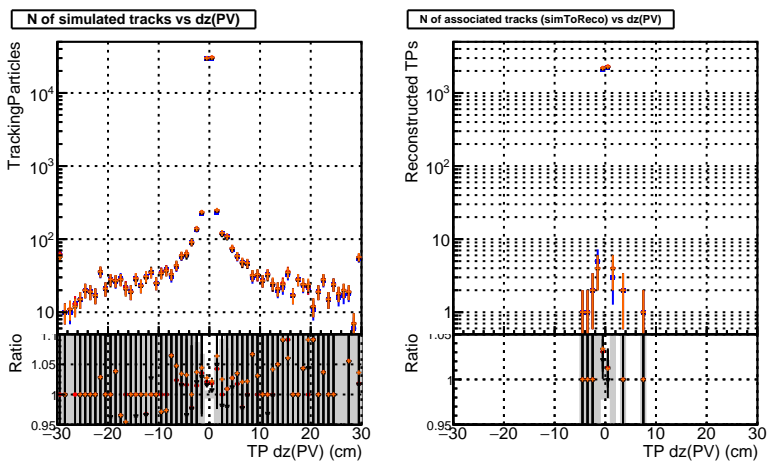 N of simulated tracks vs dz(PV)
TrackingParticles
10^4
10^3
10^2
10
Ratio
1.1
1.05
1
0.95
−30 −20 −10 0 10 20 30
TP dz(PV) (cm)
N of associated tracks (simToReco) vs dz(PV)
Reconstructed TPs
10^3
10^2
10
1
Ratio
1.05
1
0.95
−30 −20 −10 0 10 20 30
TP dz(PV) (cm)